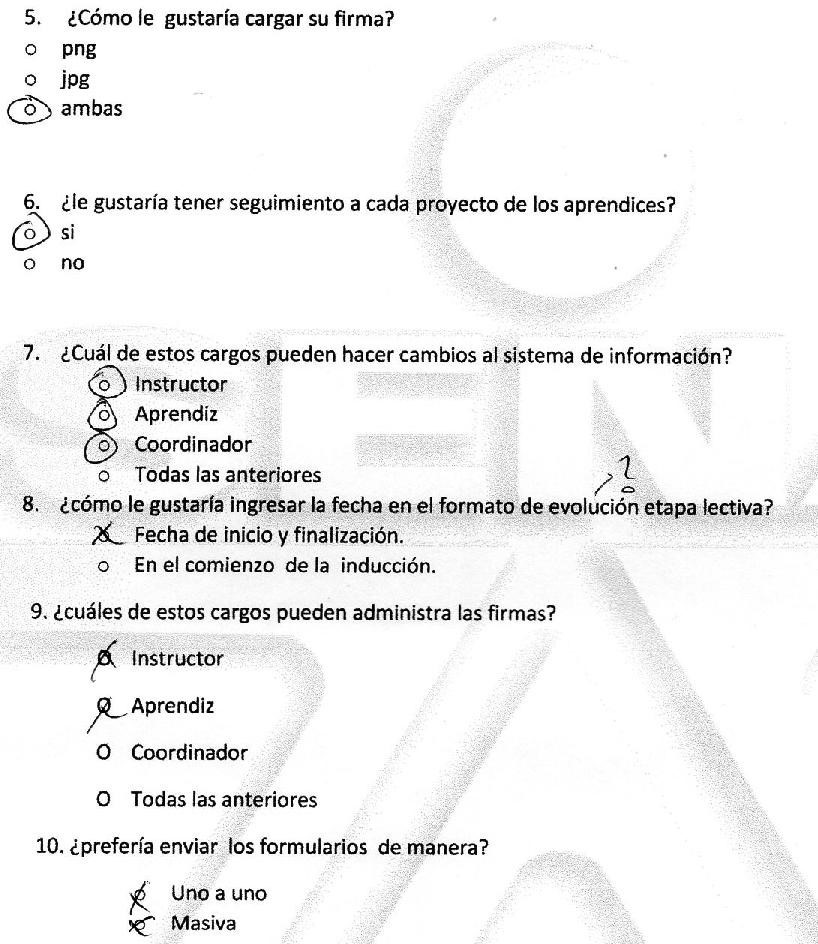 5. ¿Cómo le gustaría cargar su firma?
o png
o jpg
o ambas
6. ¿le gustaría tener seguimiento a cada proyecto de los aprendices?
o si
o no
7. ¿Cuál de estos cargos pueden hacer cambios al sistema de información?
o Instructor
o Aprendiz
o Coordinador
o Todas las anteriores
?
8. ¿cómo le gustaría ingresar la fecha en el formato de evolución etapa lectiva?
Fecha de inicio y finalización.
o En el comienzo de la inducción.
9. ¿cuáles de estos cargos pueden administra las firmas?
o Instructor
o Aprendiz
o Coordinador
o Todas las anteriores
10. ¿prefería enviar los formularios de manera?
o Uno a uno
o Masiva
SENA